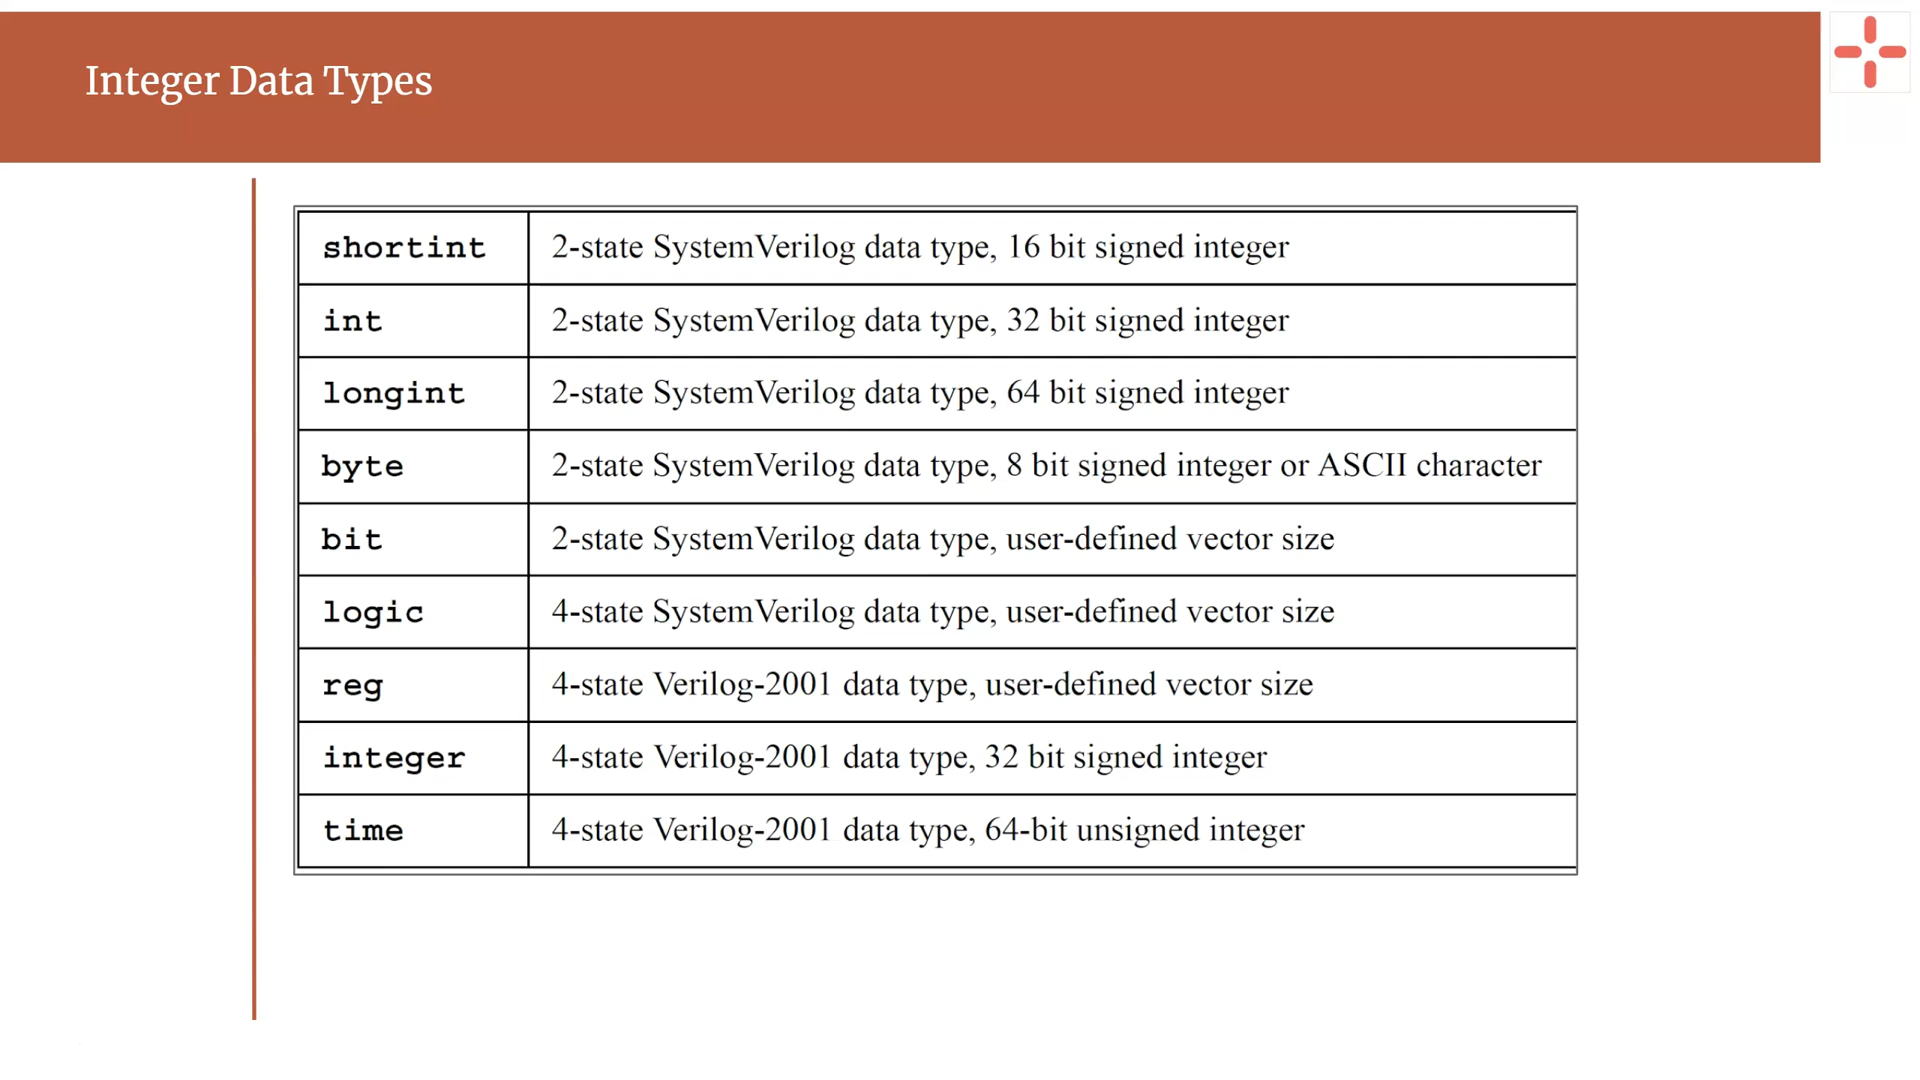 Integer Data Types
shortint 2-state SystemVerilog data type, 16 bit signed integer
int 2-state SystemVerilog data type, 32 bit signed integer
longint 2-state SystemVerilog data type, 64 bit signed integer
byte 2-state SystemVerilog data type, 8 bit signed integer or ASCII character
bit 2-state SystemVerilog data type, user-defined vector size
logic 4-state SystemVerilog data type, user-defined vector size
reg 4-state Verilog-2001 data type, user-defined vector size
integer 4-state Verilog-2001 data type, 32 bit signed integer
time 4-state Verilog-2001 data type, 64-bit unsigned integer